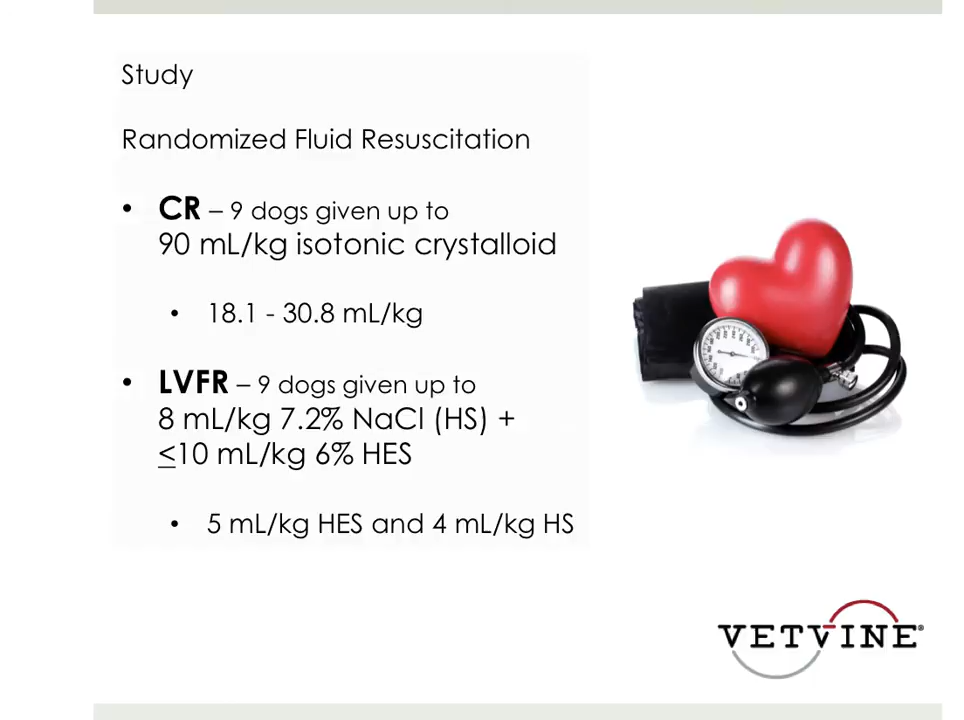 Study
Randomized Fluid Resuscitation
• CR – 9 dogs given up to
90 mL/kg isotonic crystalloid
• 18.1 - 30.8 mL/kg
• LVFR – 9 dogs given up to
8 mL/kg 7.2% NaCl (HS) +
≤10 mL/kg 6% HES
• 5 mL/kg HES and 4 mL/kg HS
VETVINE®